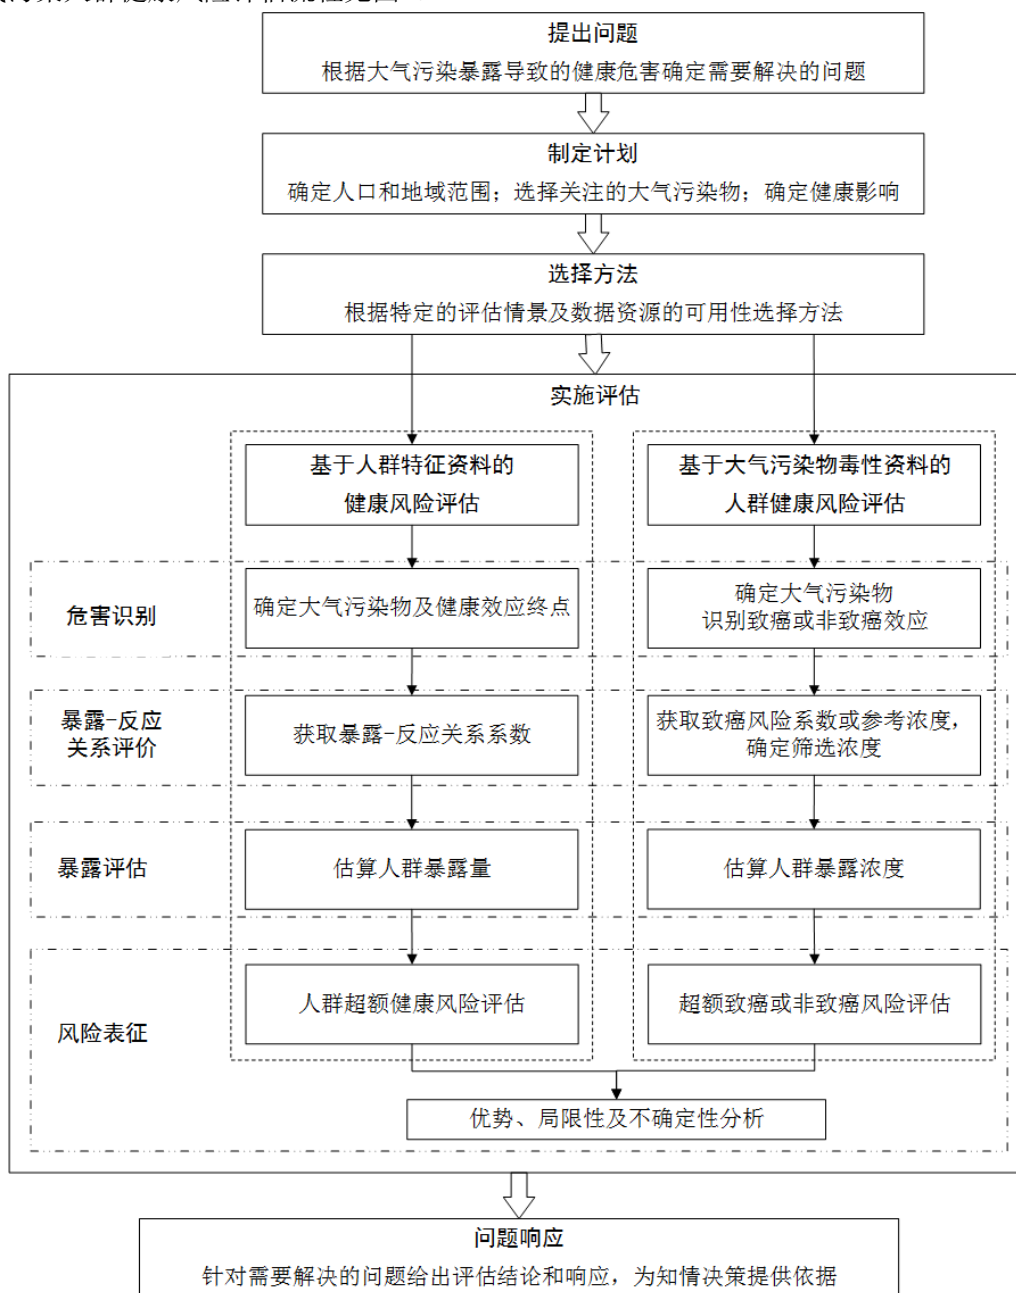 提出问题
根据大气污染暴露导致的健康危害确定需要解决的问题
制定计划
确定人口和地域范围；选择关注的大气污染物；确定健康影响
选择方法
根据特定的评估情景及数据资源的可用性选择方法
实施评估
基于人群特征资料的
健康风险评估
基于大气污染物毒性资料的
人群健康风险评估
危害识别
确定大气污染物及健康效应终点
确定大气污染物
识别致癌或非致癌效应
暴露-反应
关系评价
获取暴露-反应关系系数
获取致癌风险系数或参考浓度，
确定筛选浓度
暴露评估
估算人群暴露量
估算人群暴露浓度
风险表征
人群超额健康风险评估
超额致癌或非致癌风险评估
优势、局限性及不确定性分析
问题响应
针对需要解决的问题给出评估结论和响应，为知情决策提供依据